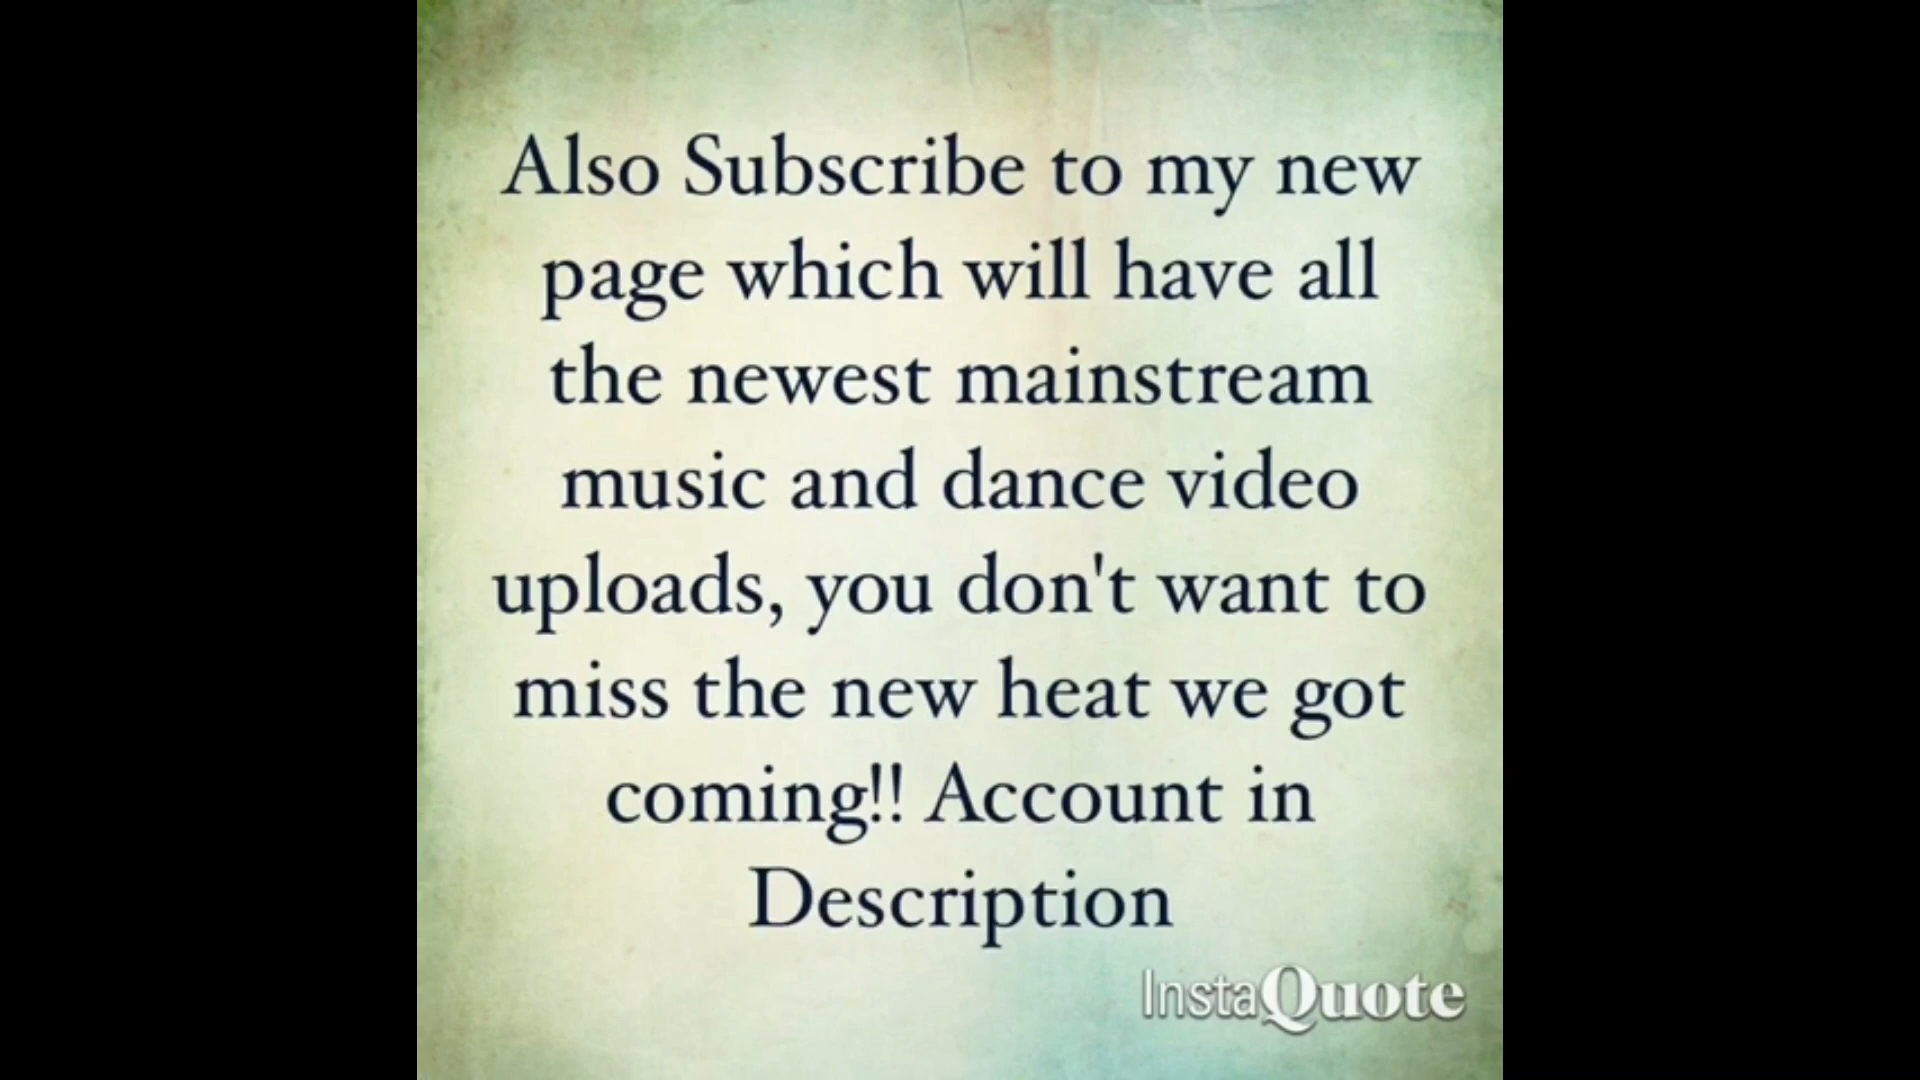 Also Subscribe to my new
page which will have all
the newest mainstream
music and dance video
uploads, you don't want to
miss the new heat we got
coming!! Account in
Description
InstaQuote